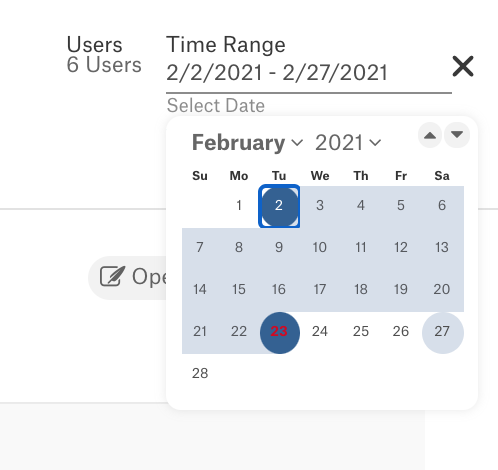 Users
6 Users
Time Range
2/2/2021 - 2/27/2021
Select Date
February 2021
Su Mo Tu We Th Fr Sa
1 2 3 4 5 6
7 8 9 10 11 12 13
14 15 16 17 18 19 20
21 22 23 24 25 26 27
28
Ope